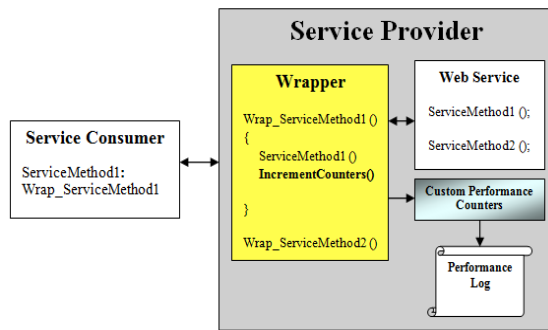 Service Provider
Service Consumer
ServiceMethod1:
Wrap_ServiceMethod1
Wrapper
Wrap_ServiceMethod1 ()
{
ServiceMethod1 ()
IncrementCounters()
}
Wrap_ServiceMethod2 ()
Web Service
ServiceMethod1 ();
ServiceMethod2 ();
Custom Performance
Counters
Performance
Log